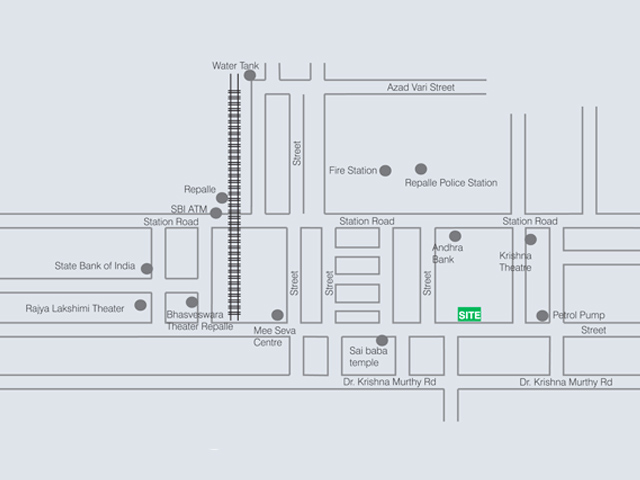 Water Tank
Azad Vari Street
Street
Fire Station
Repalle Police Station
Repalle
SBI ATM
Station Road
Station Road
Station Road
Andhra
Bank
Krishna
Theatre
State Bank of India
Street
Street
Street
Rajya Lakshimi Theater
Bhasveswara
Theater Repalle
SITE
Petrol Pump
Mee Seva
Centre
Street
Sai baba
temple
Dr. Krishna Murthy Rd
Dr. Krishna Murthy Rd